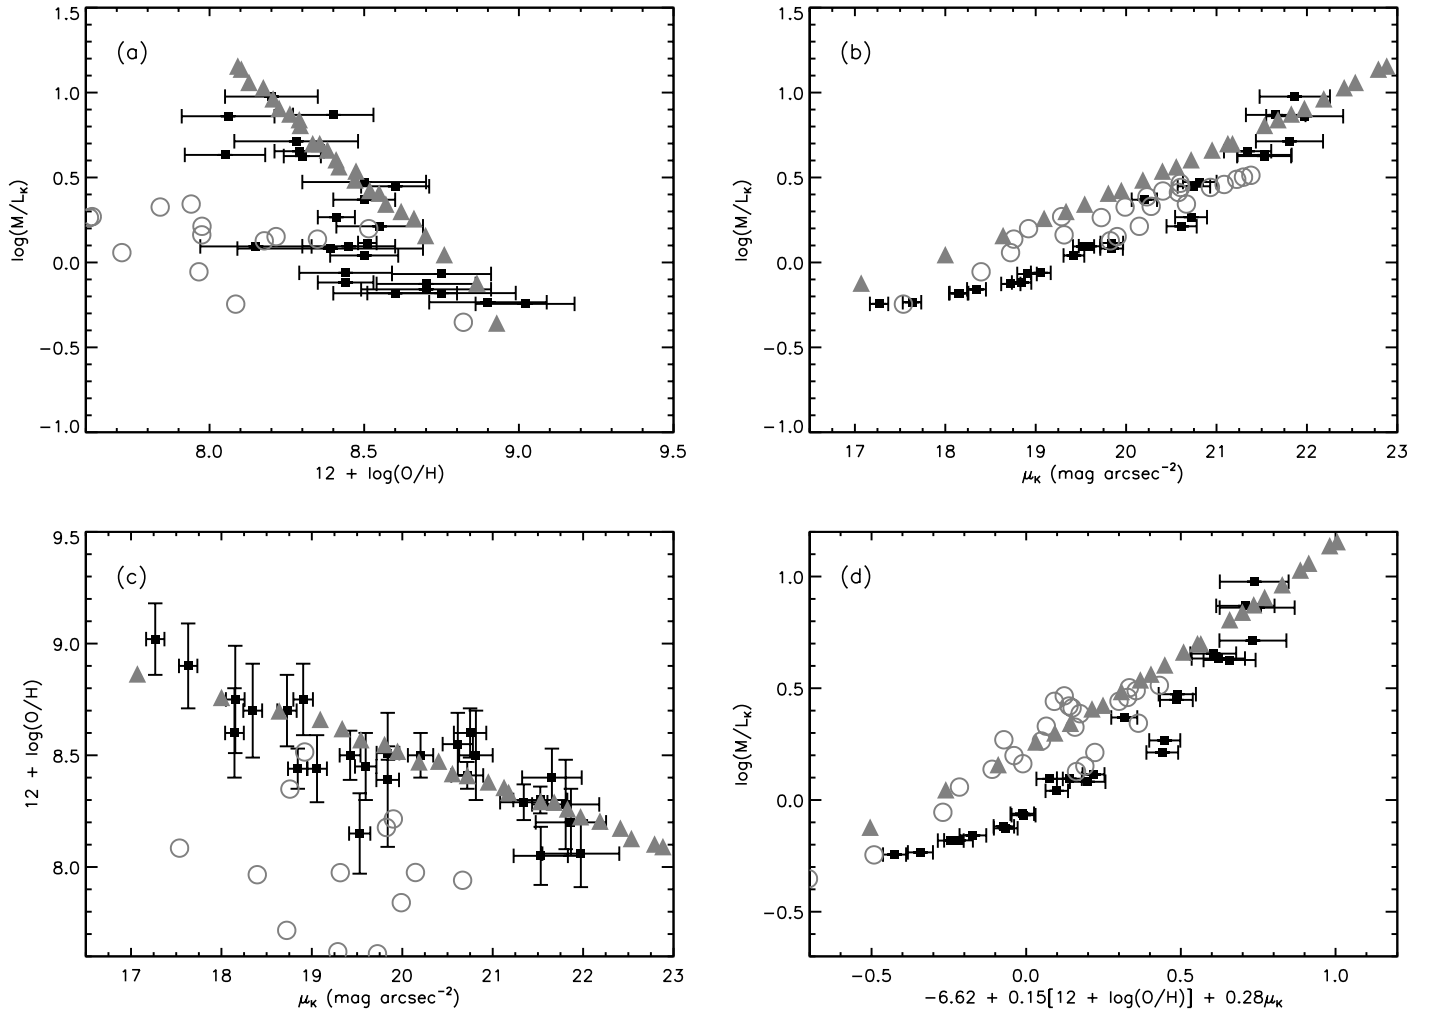 1.5
1.0
0.5
0.0
−0.5
−1.0
log(M/L_K)
(a)
8.0 8.5 9.0 9.5
12 + log(O/H)
1.5
1.0
0.5
0.0
−0.5
−1.0
log(M/L_K)
(b)
17 18 19 20 21 22 23
μ_K (mag arcsec⁻²)
9.5
9.0
8.5
8.0
12 + log(O/H)
(c)
17 18 19 20 21 22 23
μ_K (mag arcsec⁻²)
1.0
0.5
0.0
−0.5
log(M/L_K)
(d)
−0.5 0.0 0.5 1.0
−6.62 + 0.15[12 + log(O/H)] + 0.28μ_K